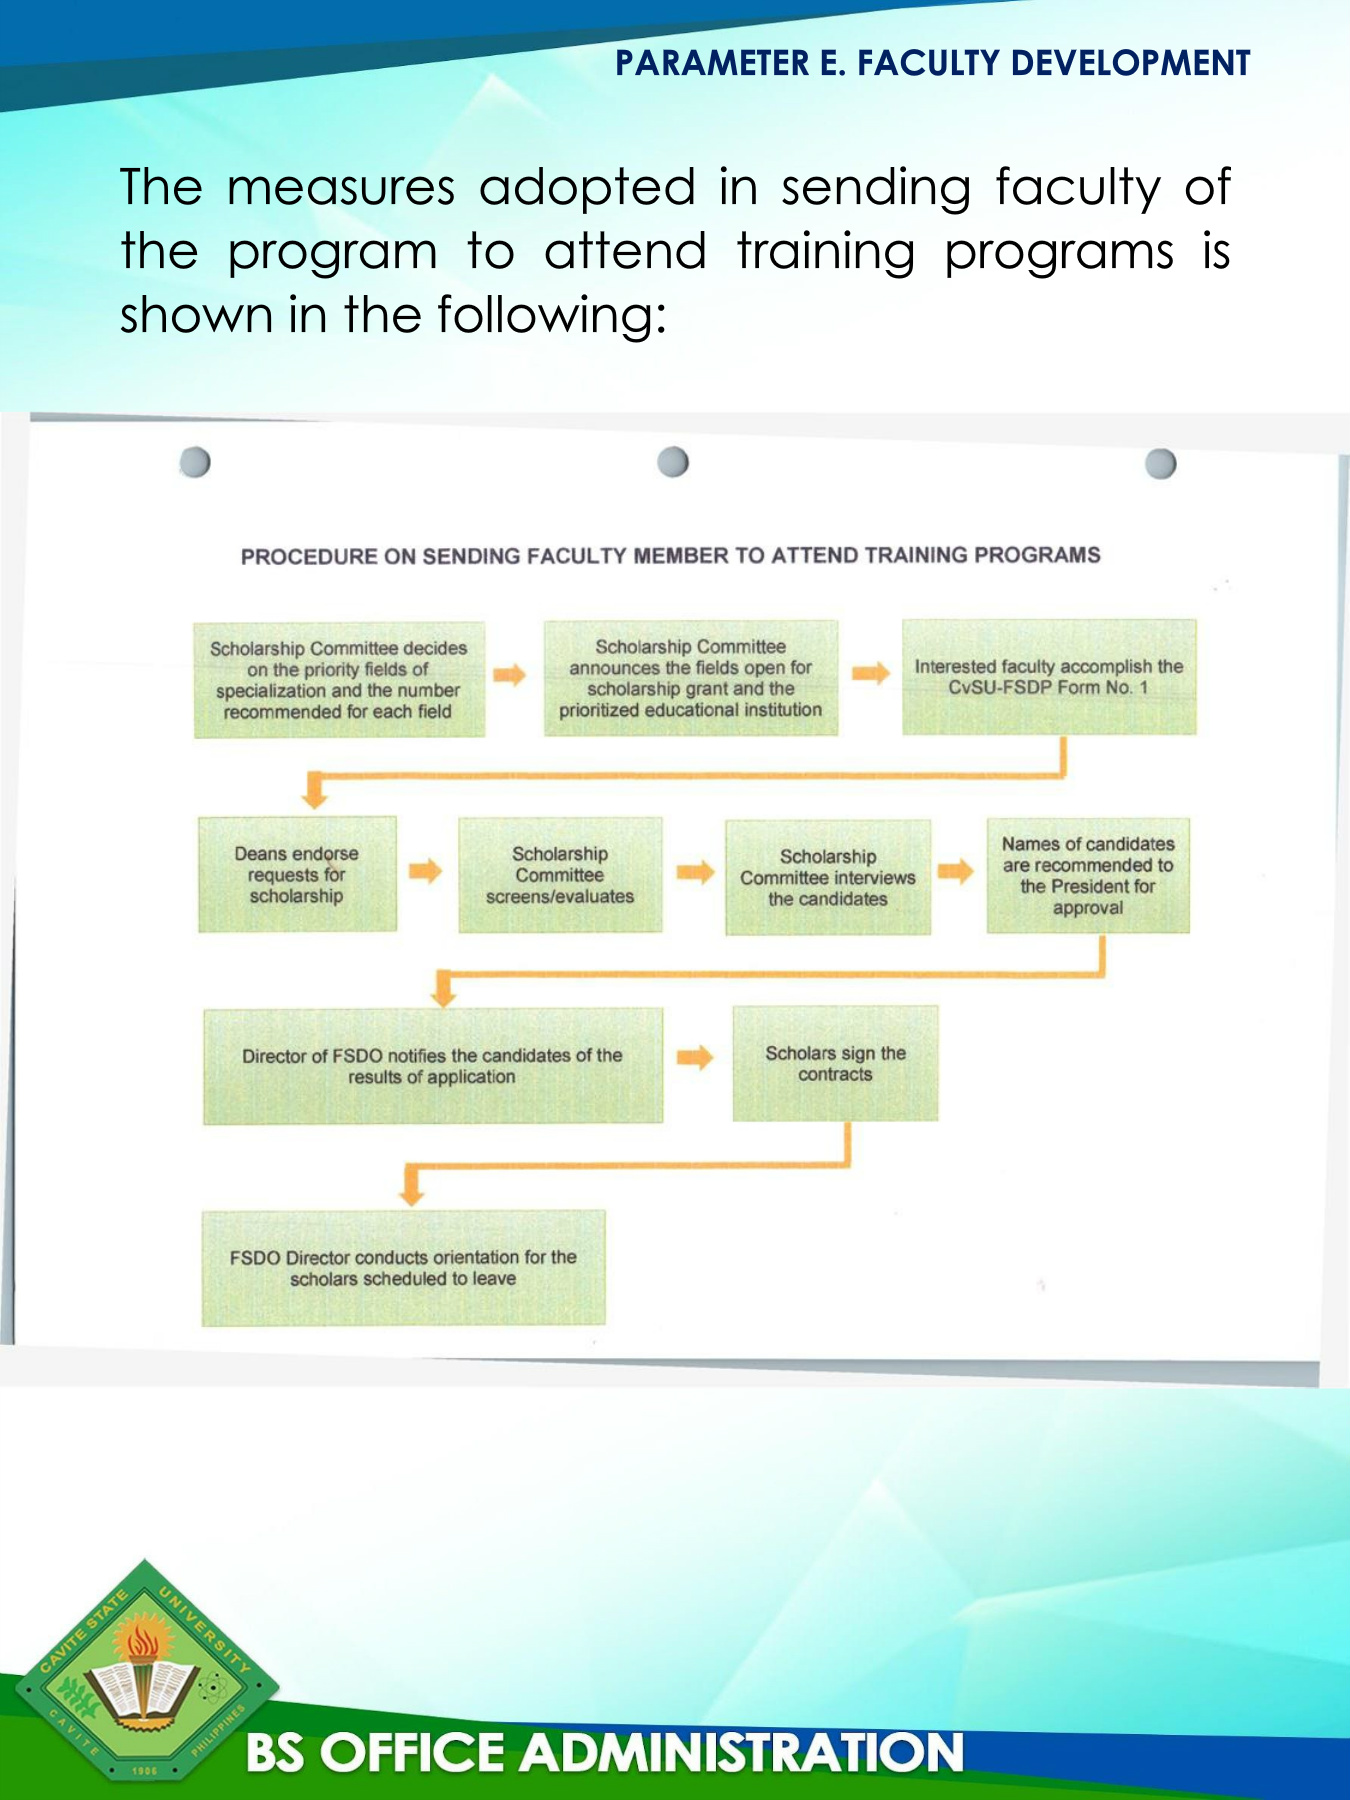 PARAMETER E. FACULTY DEVELOPMENT
The measures adopted in sending faculty of
the program to attend training programs is
shown in the following:
PROCEDURE ON SENDING FACULTY MEMBER TO ATTEND TRAINING PROGRAMS
Scholarship Committee decides
on the priority fields of
specialization and the number
recommended for each field
Scholarship Committee
announces the fields open for
scholarship grant and the
prioritized educational institution
Interested faculty accomplish the
CvSU-FSDP Form No. 1
Deans endorse
requests for
scholarship
Scholarship
Committee
screens/evaluates
Scholarship
Committee interviews
the candidates
Names of candidates
are recommended to
the President for
approval
Director of FSDO notifies the candidates of the
results of application
Scholars sign the
contracts
FSDO Director conducts orientation for the
scholars scheduled to leave
CAVITE STATE UNIVERSITY
CAVITE
1906
PHILIPPINES
BS OFFICE ADMINISTRATION